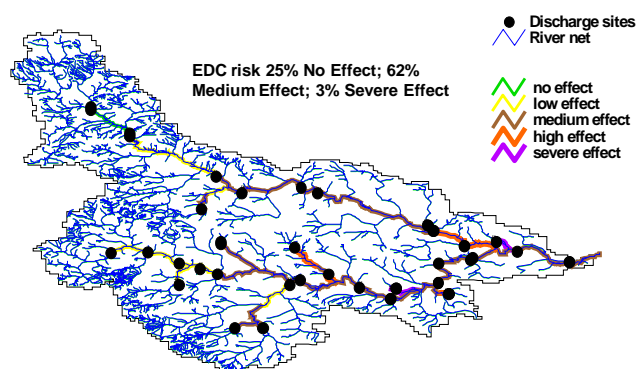 Discharge sites
River net
EDC risk 25% No Effect; 62%
Medium Effect; 3% Severe Effect
no effect
low effect
medium effect
high effect
severe effect